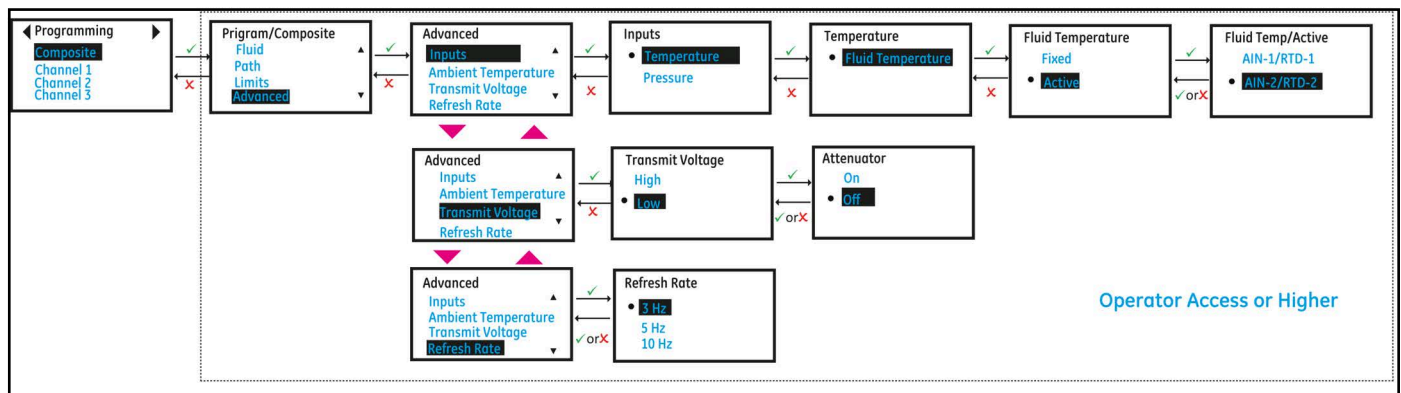 Programming
Composite
Channel 1
Channel 2
Channel 3
Prigram/Composite
Fluid
Path
Limits
Advanced
Advanced
Inputs
Ambient Temperature
Transmit Voltage
Refresh Rate
Inputs
Temperature
Pressure
Temperature
Fluid Temperature
Fluid Temperature
Fixed
Active
or
Fluid Temp/Active
AIN-1/RTD-1
AIN-2/RTD-2
Advanced
Inputs
Ambient Temperature
Transmit Voltage
Refresh Rate
Transmit Voltage
High
Low
or
Attenuator
On
Off
Advanced
Inputs
Ambient Temperature
Transmit Voltage
Refresh Rate
or
Refresh Rate
3 Hz
5 Hz
10 Hz
Operator Access or Higher